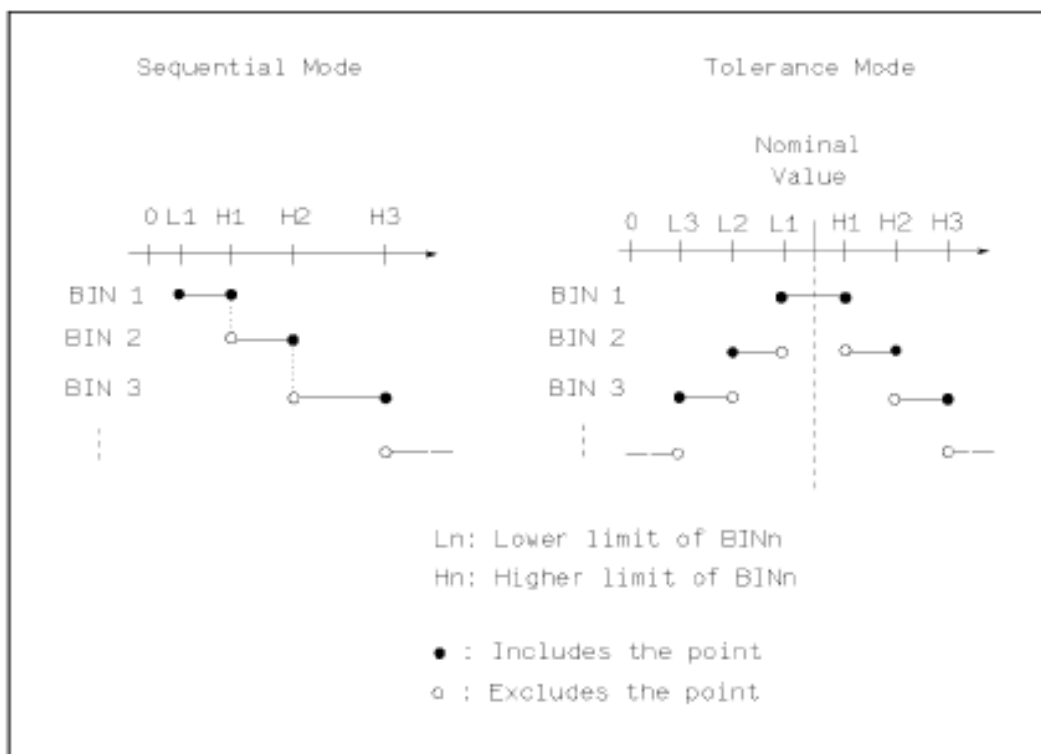 Sequential Mode
Tolerance Mode
Nominal
Value
0 L1 H1 H2 H3
0 L3 L2 L1 H1 H2 H3
BIN 1
BIN 2
BIN 3
BIN 1
BIN 2
BIN 3
Ln: Lower limit of BINn
Hn: Higher limit of BINn
● : Includes the point
○ : Excludes the point